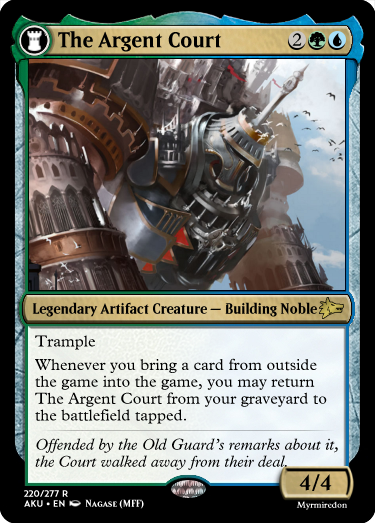 The Argent Court 2
Legendary Artifact Creature — Building Noble
Trample
Whenever you bring a card from outside
the game into the game, you may return
The Argent Court from your graveyard to
the battlefield tapped.
Offended by the Old Guard's remarks about it,
the Court walked away from their deal.
4/4
220/277 R
AKU • EN Nagase (MFF)
Myrmiredon